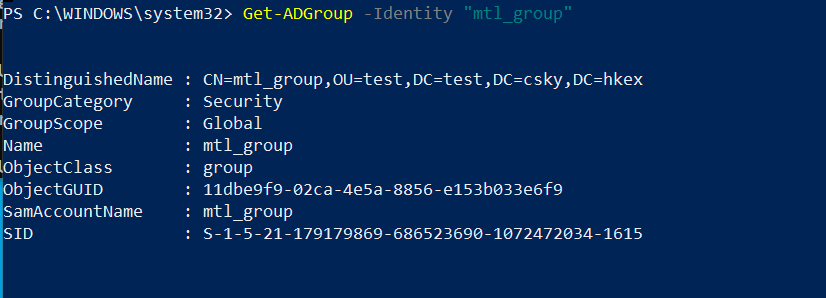 PS C:\WINDOWS\system32> Get-ADGroup -Identity "mtl_group"
DistinguishedName : CN=mtl_group,OU=test,DC=test,DC=csky,DC=hkex
GroupCategory : Security
GroupScope : Global
Name : mtl_group
ObjectClass : group
ObjectGUID : 11dbe9f9-02ca-4e5a-8856-e153b033e6f9
SamAccountName : mtl_group
SID : S-1-5-21-179179869-686523690-1072472034-1615